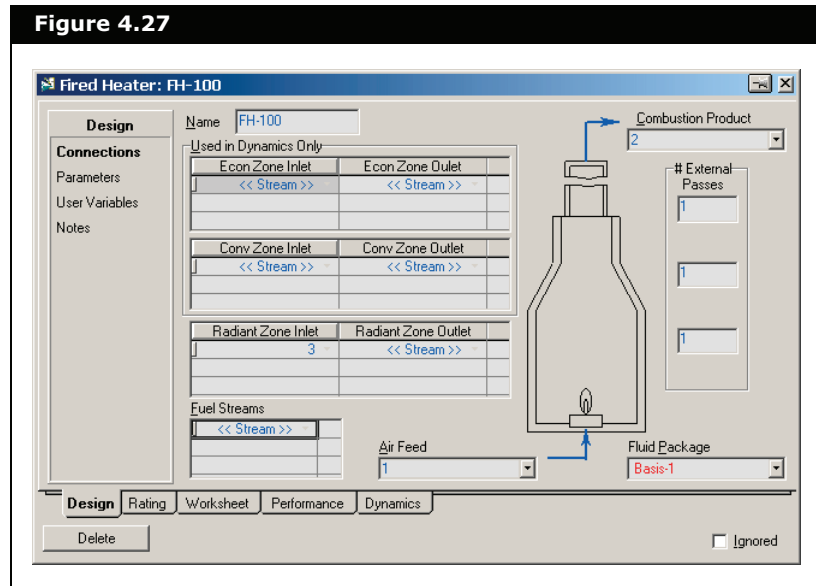 Figure 4.27
Fired Heater: FH-100
Design
Connections
Parameters
User Variables
Notes
Name FH-100
Used in Dynamics Only
Econ Zone Inlet Econ Zone Oulet
<< Stream >> << Stream >>
Conv Zone Inlet Conv Zone Outlet
<< Stream >> << Stream >>
Radiant Zone Inlet Radiant Zone Outlet
3 << Stream >>
Fuel Streams
<< Stream >>
Air Feed
1
Combustion Product
2
# External
Passes
1
1
1
Fluid Package
Basis-1
Design Rating Worksheet Performance Dynamics
Delete
Ignored